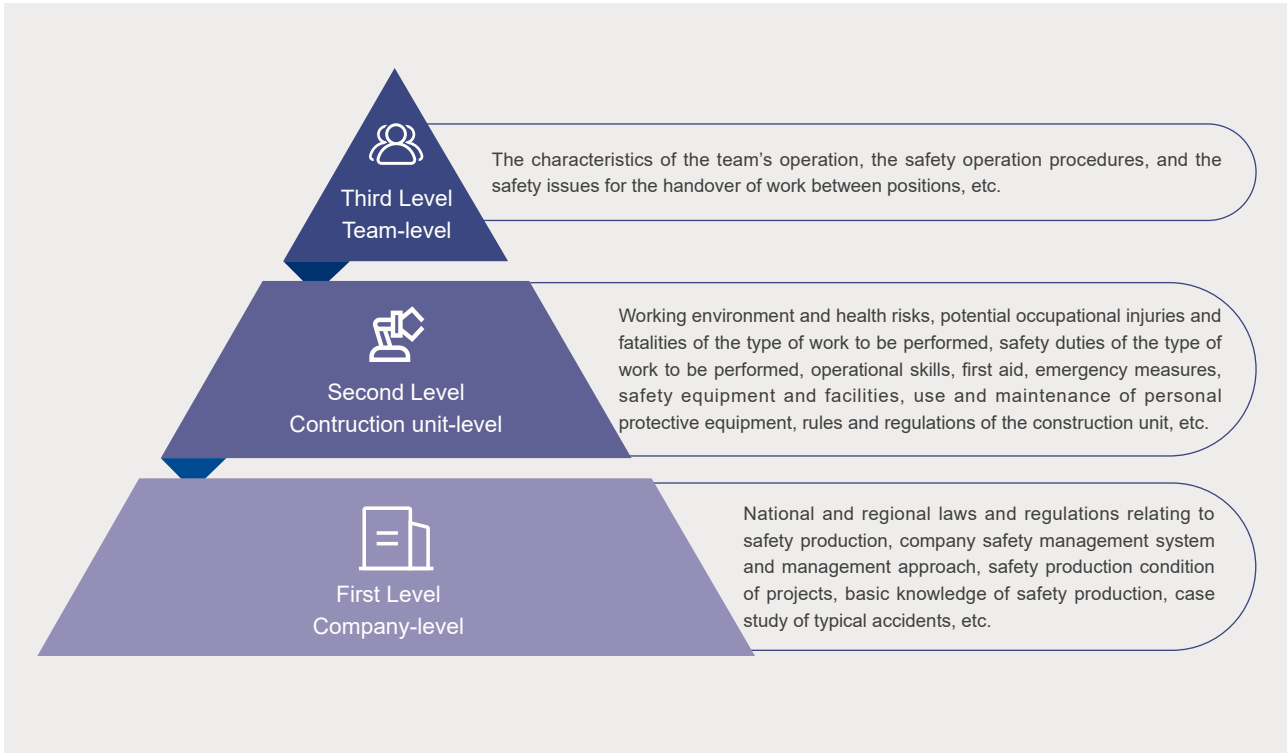 Third Level
Team-level
The characteristics of the team’s operation, the safety operation procedures, and the
safety issues for the handover of work between positions, etc.
Second Level
Contruction unit-level
Working environment and health risks, potential occupational injuries and
fatalities of the type of work to be performed, safety duties of the type of
work to be performed, operational skills, first aid, emergency measures,
safety equipment and facilities, use and maintenance of personal
protective equipment, rules and regulations of the construction unit, etc.
First Level
Company-level
National and regional laws and regulations relating to
safety production, company safety management system
and management approach, safety production condition
of projects, basic knowledge of safety production, case
study of typical accidents, etc.